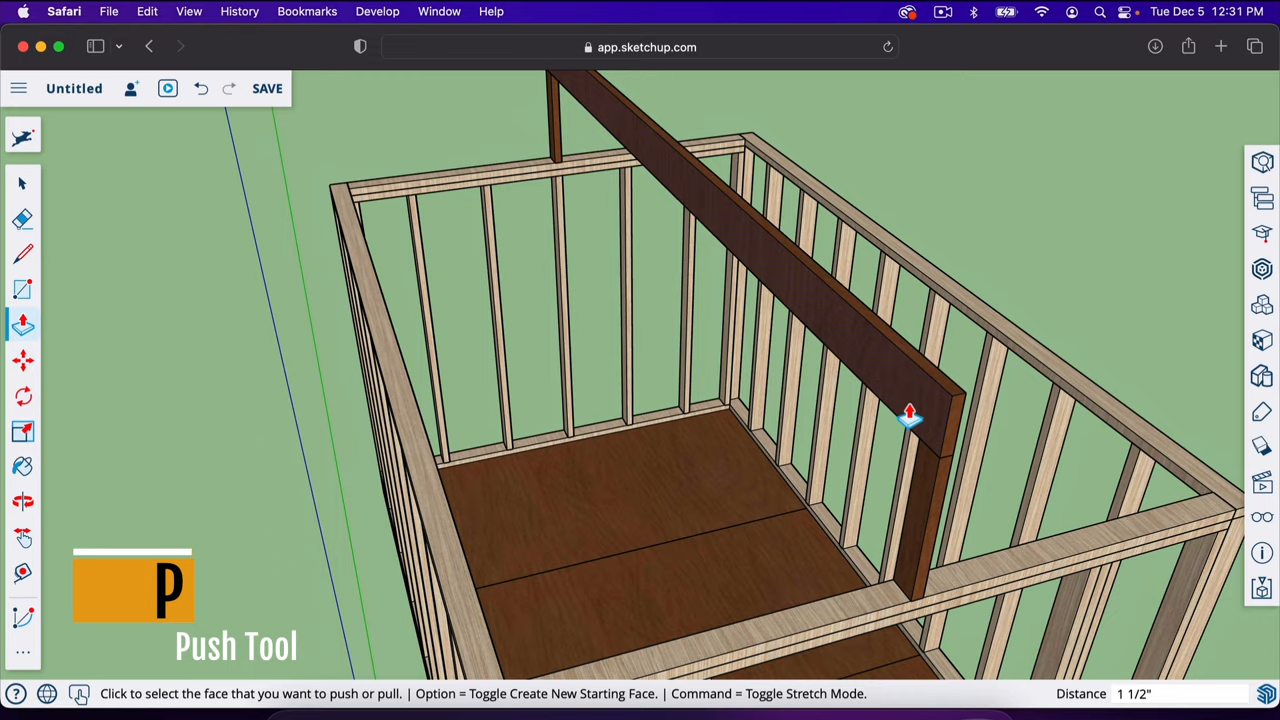 Safari File Edit View History Bookmarks Develop Window Help Tue Dec 5 12:31 PM
app.sketchup.com
Untitled SAVE
P
Push Tool
Click to select the face that you want to push or pull. | Option = Toggle Create New Starting Face. | Command = Toggle Stretch Mode. Distance 1 1/2"